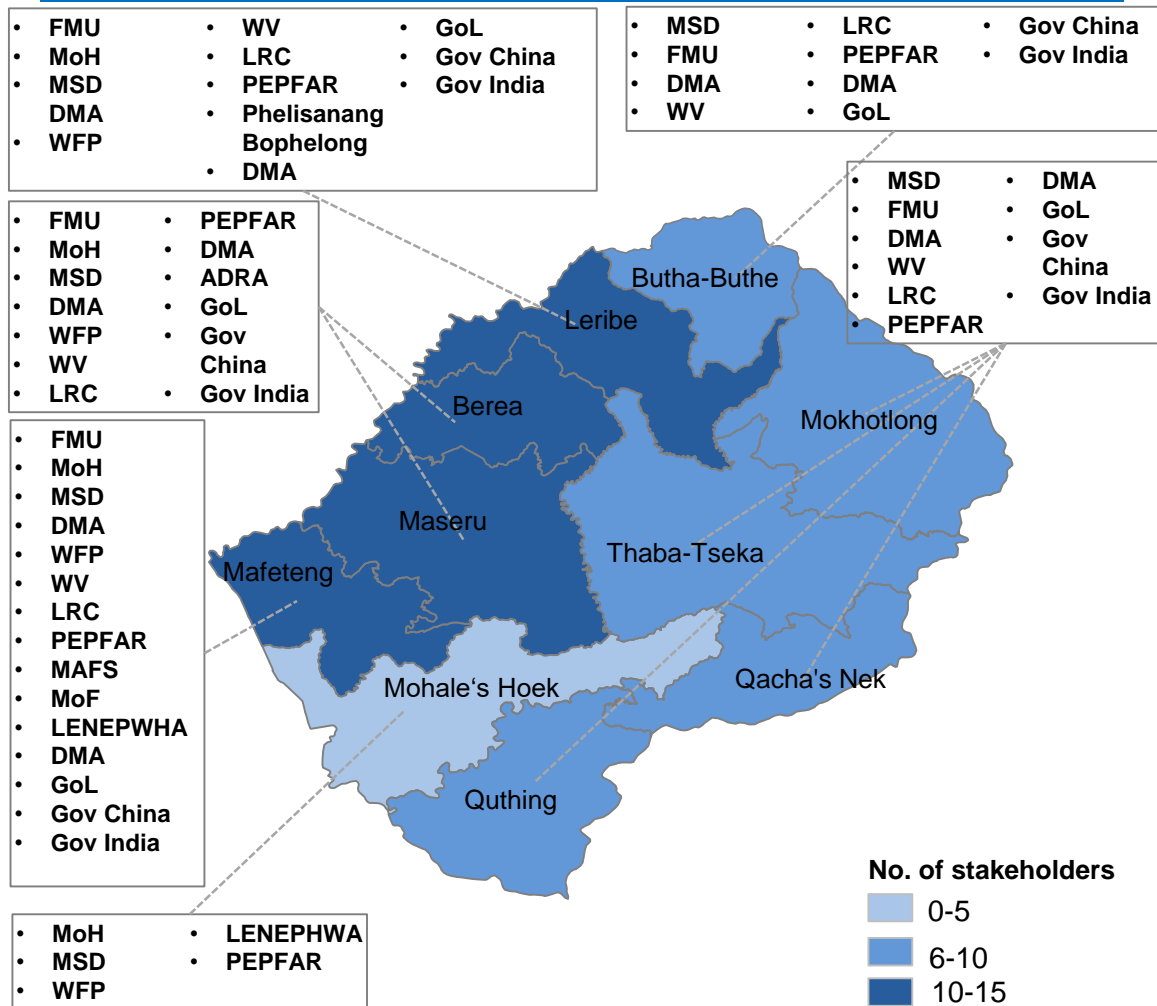 • FMU
• MoH
• MSD
DMA
• WFP
• WV
• LRC
• PEPFAR
• Phelisanang
Bophelong
• DMA
• GoL
• Gov China
• Gov India
• MSD
• FMU
• DMA
• WV
• LRC
• PEPFAR
• DMA
• GoL
• Gov China
• Gov India
• MSD
• FMU
• DMA
• WV
• LRC
• PEPFAR
• DMA
• GoL
• Gov
China
• Gov India
• FMU
• MoH
• MSD
• DMA
• WFP
• WV
• LRC
• PEPFAR
• DMA
• ADRA
• GoL
• Gov
China
• Gov India
• FMU
• MoH
• MSD
• DMA
• WFP
• WV
• LRC
• PEPFAR
• MAFS
• MoF
• LENEPWHA
• DMA
• GoL
• Gov China
• Gov India
• MoH
• MSD
• WFP
• LENEPHWA
• PEPFAR
Butha-Buthe
Leribe
Berea
Mokhotlong
Maseru
Thaba-Tseka
Mafeteng
Mohale‘s Hoek
Qacha's Nek
Quthing
No. of stakeholders
0-5
6-10
10-15